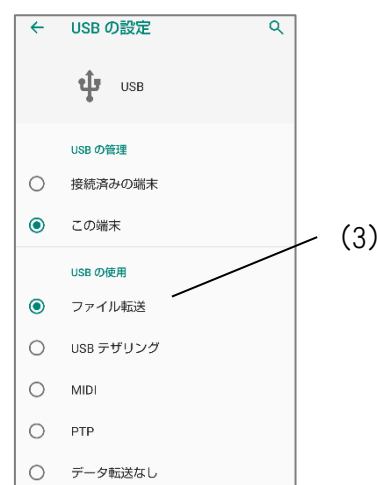 USB の設定
USB
USB の管理
接続済みの端末
この端末
(3)
USB の使用
ファイル転送
USB テザリング
MIDI
PTP
データ転送なし